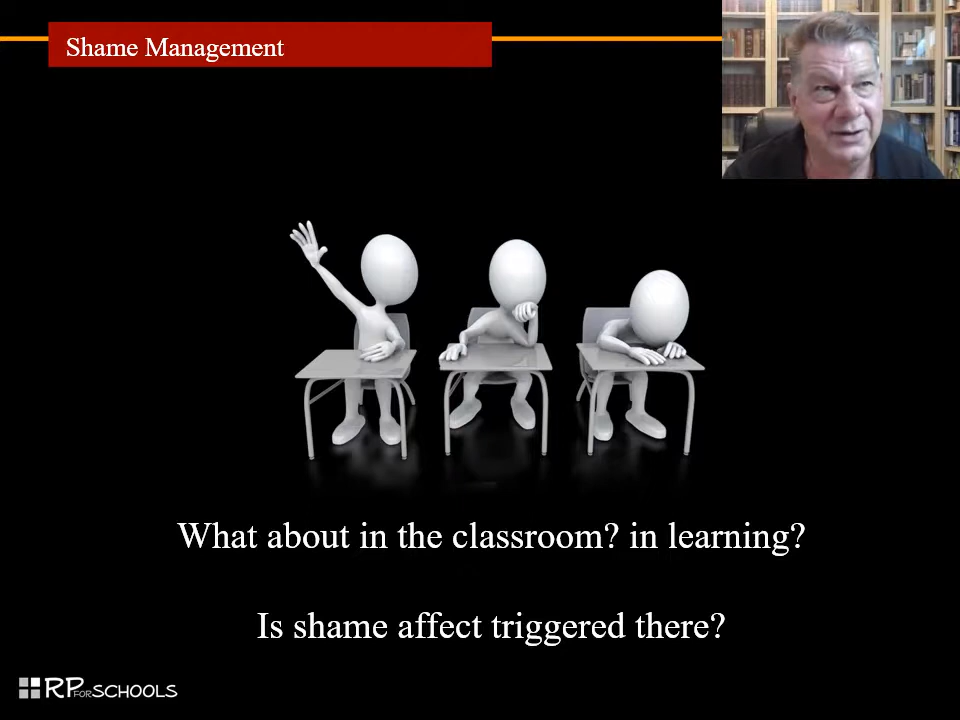 Shame Management
What about in the classroom? in learning?
Is shame affect triggered there?
RP FOR SCHOOLS